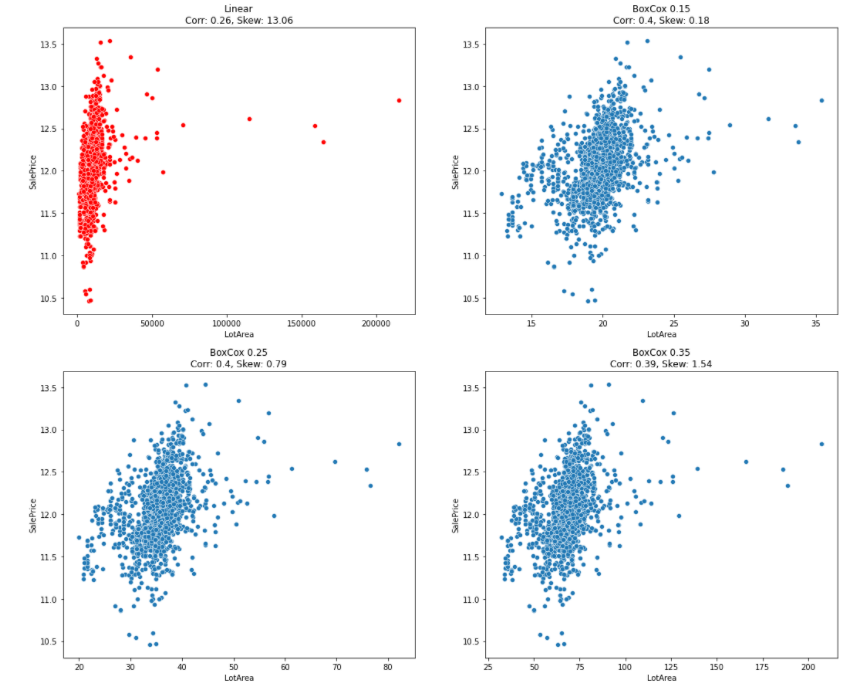 Linear
Corr: 0.26, Skew: 13.06
13.5
13.0
12.5
12.0
11.5
11.0
10.5
SalePrice
0 50000 100000 150000 200000
LotArea
BoxCox 0.15
Corr: 0.4, Skew: 0.18
13.5
13.0
12.5
12.0
11.5
11.0
10.5
SalePrice
15 20 25 30 35
LotArea
BoxCox 0.25
Corr: 0.4, Skew: 0.79
13.5
13.0
12.5
12.0
11.5
11.0
10.5
SalePrice
20 30 40 50 60 70 80
LotArea
BoxCox 0.35
Corr: 0.39, Skew: 1.54
13.5
13.0
12.5
12.0
11.5
11.0
10.5
SalePrice
25 50 75 100 125 150 175 200
LotArea